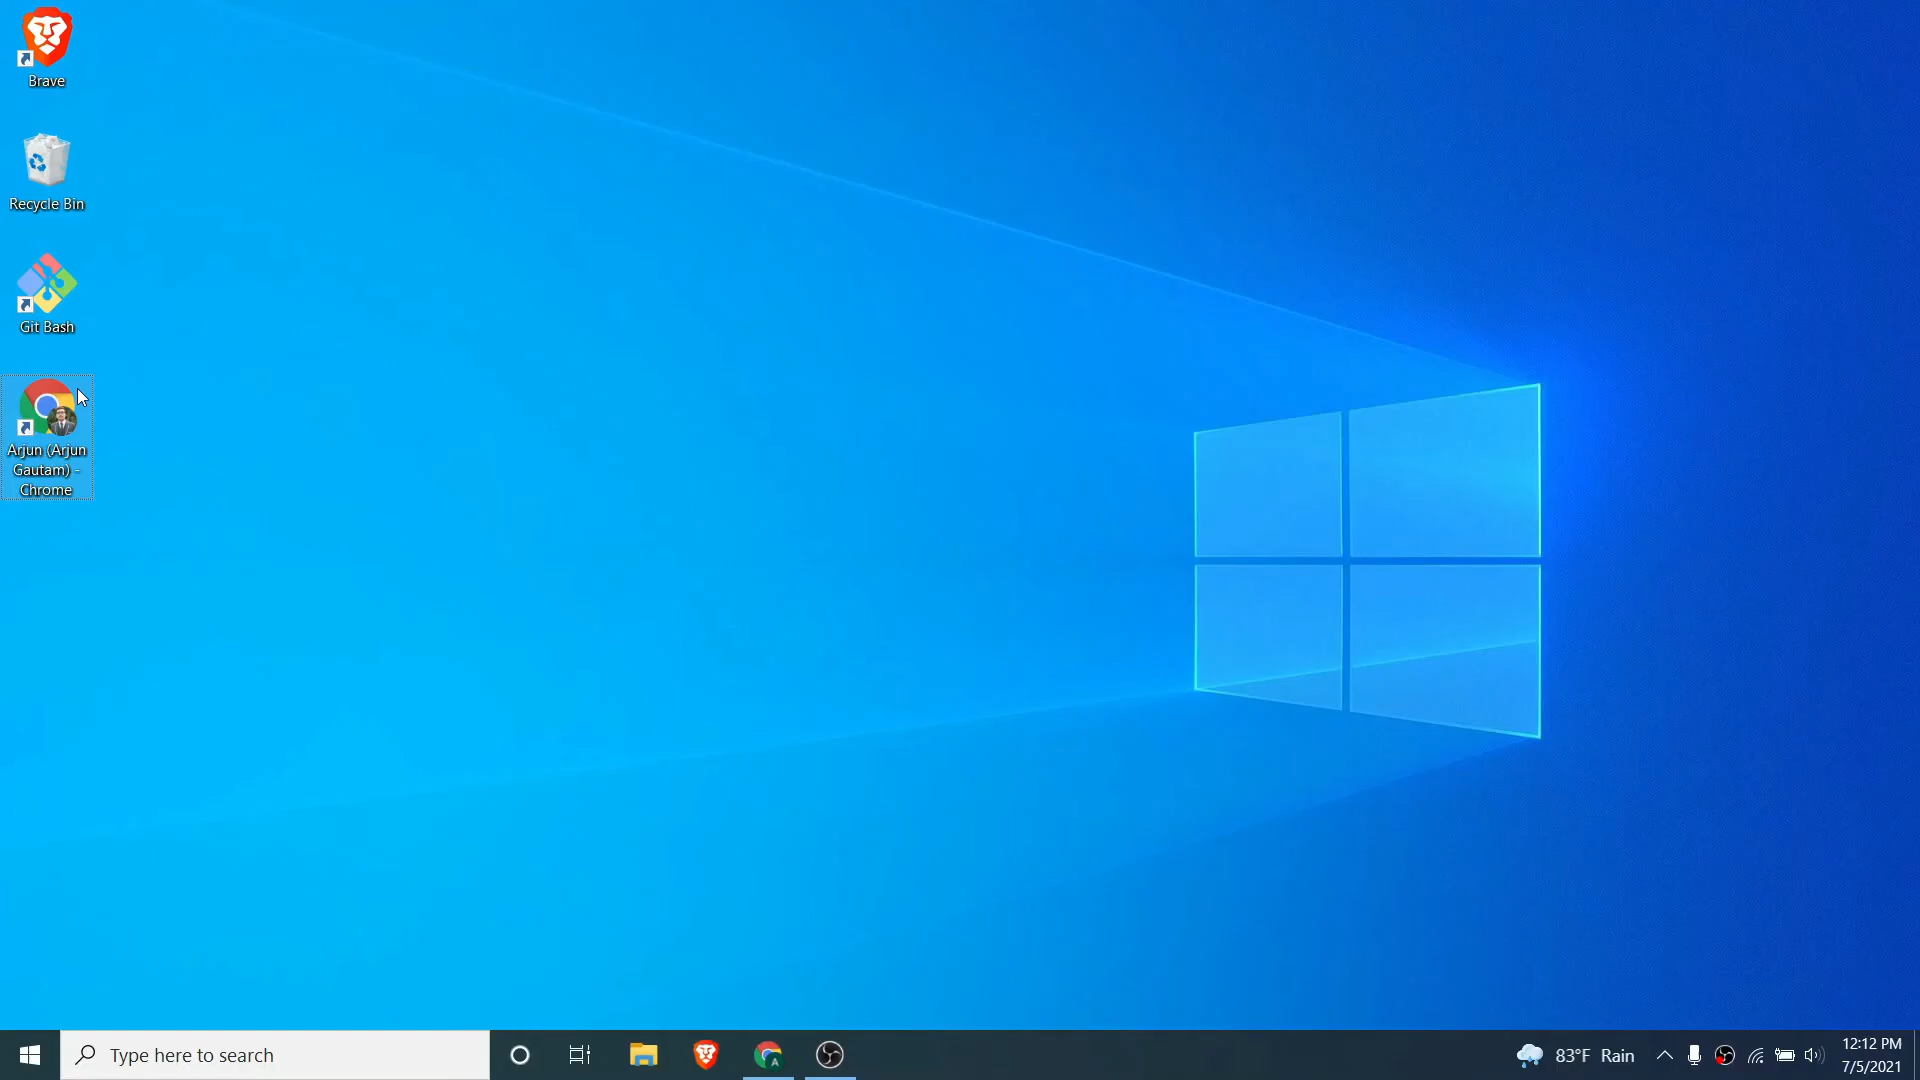 Brave
Recycle Bin
Git Bash
Arjun (Arjun
Gautam) -
Chrome
Type here to search
A
83°F Rain
12:12 PM
7/5/2021